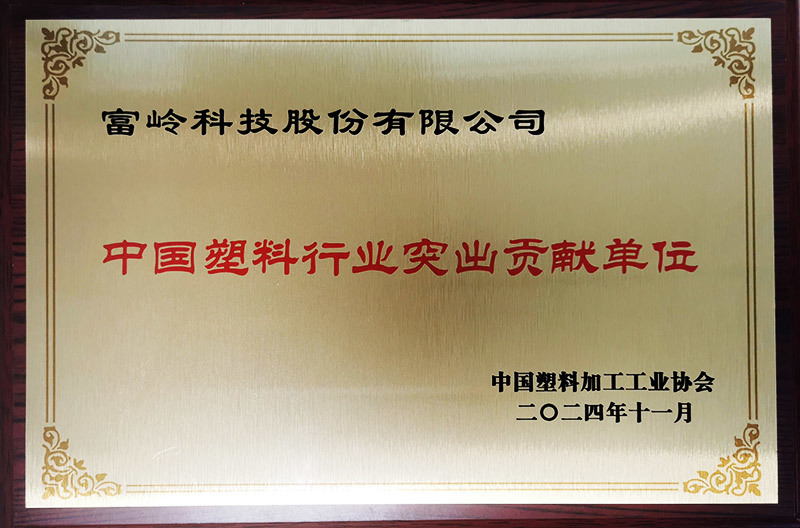 富岭科技股份有限公司
中国塑料行业突出贡献单位
中国塑料加工工业协会
二〇二四年十一月